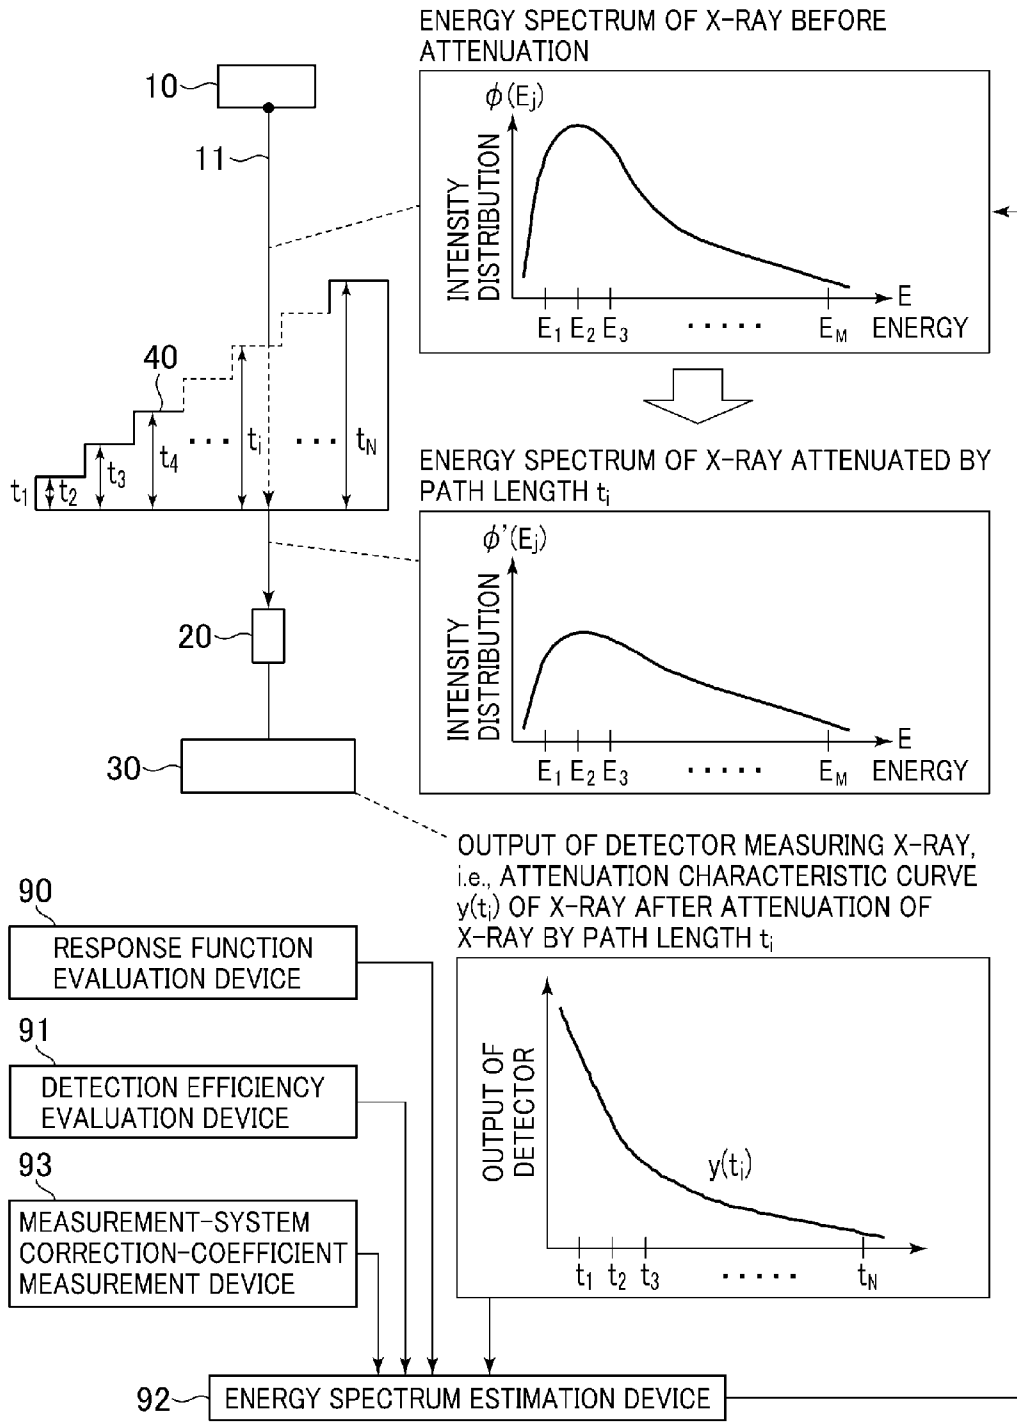 ENERGY SPECTRUM OF X-RAY BEFORE
ATTENUATION
10
11
ϕ(Ej)
INTENSITY
DISTRIBUTION
E
E1 E2 E3 ..... EM ENERGY
40
t1 t2 t3 t4 ... ti ... tN
ENERGY SPECTRUM OF X-RAY ATTENUATED BY
PATH LENGTH ti
ϕ'(Ej)
INTENSITY
DISTRIBUTION
E
E1 E2 E3 ..... EM ENERGY
20
30
OUTPUT OF DETECTOR MEASURING X-RAY,
i.e., ATTENUATION CHARACTERISTIC CURVE
y(ti) OF X-RAY AFTER ATTENUATION OF
X-RAY BY PATH LENGTH ti
OUTPUT OF
DETECTOR
y(ti)
t1 t2 t3 ..... tN
90
RESPONSE FUNCTION
EVALUATION DEVICE
91
DETECTION EFFICIENCY
EVALUATION DEVICE
93
MEASUREMENT-SYSTEM
CORRECTION-COEFFICIENT
MEASUREMENT DEVICE
92
ENERGY SPECTRUM ESTIMATION DEVICE